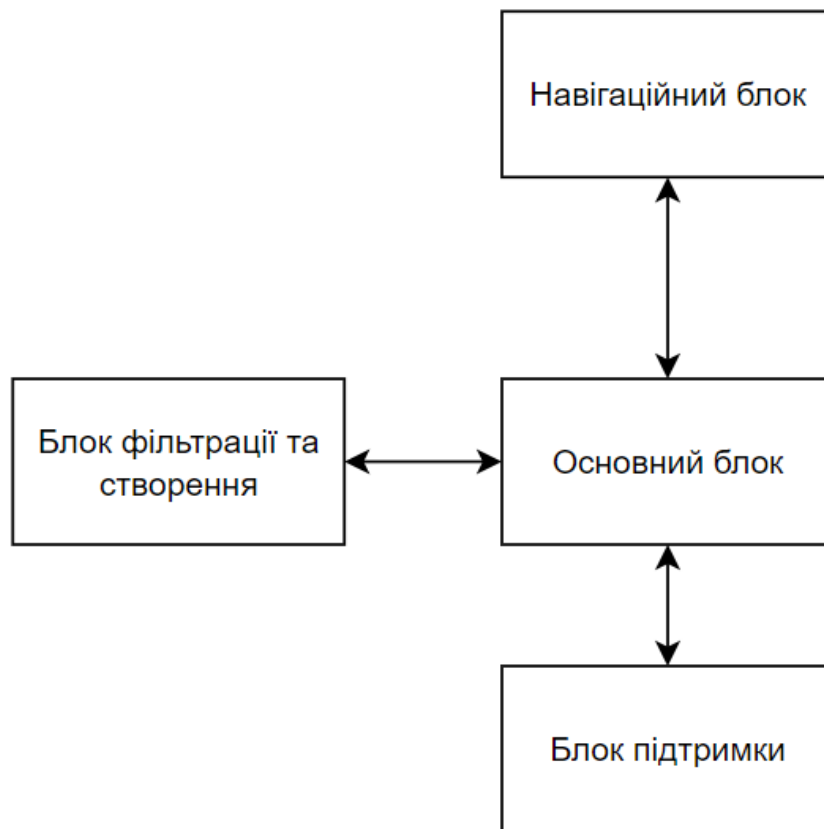 Навігаційний блок
Блок фільтрації та
створення
Основний блок
Блок підтримки